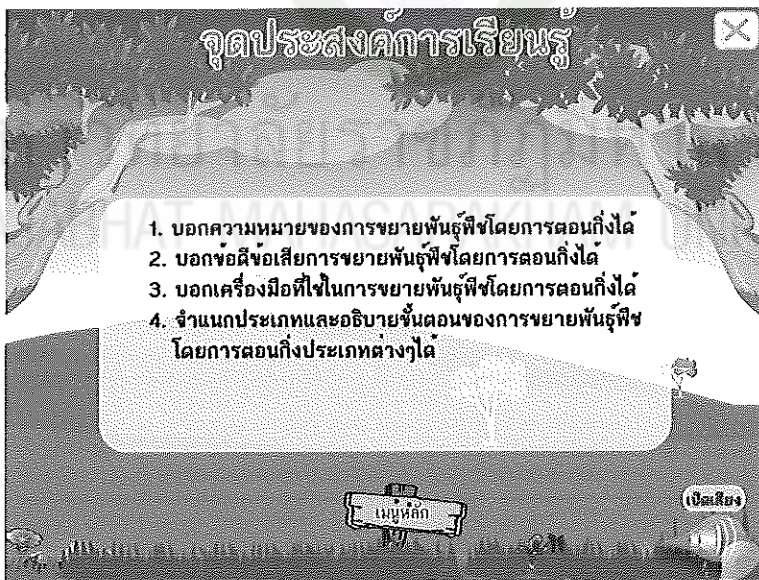 จุดประสงค์การเรียนรู้
1. บอกความหมายของการขยายพันธุ์พืชโดยการตอนกิ่งได้
2. บอกข้อดีข้อเสียการขยายพันธุ์พืชโดยการตอนกิ่งได้
3. บอกเครื่องมือที่ใช้ในการขยายพันธุ์พืชโดยการตอนกิ่งได้
4. จำแนกประเภทและอธิบายขั้นตอนของการขยายพันธุ์พืช
โดยการตอนกิ่งประเภทต่างๆได้
เมนูหลัก
เปิดเสียง